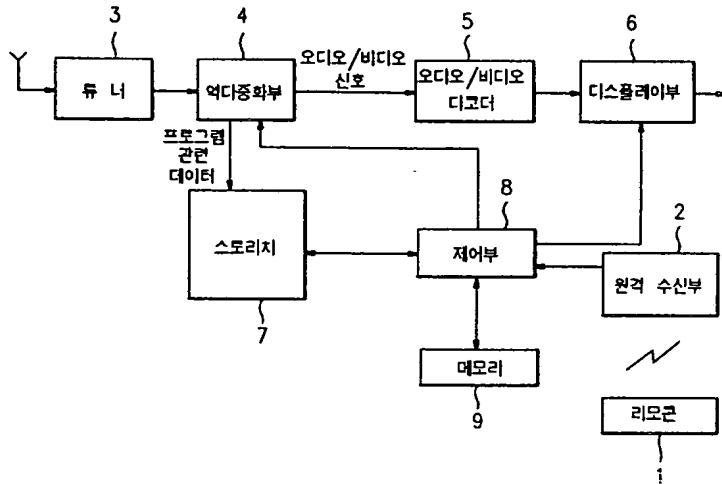 3
4
5
6
튜 너
역다중화부
오디오/비디오
신호
오디오/비디오
디코더
디스플레이부
프로그램
관련
데이터
스토리치
7
8
제어부
2
원격 수신부
메모리
9
리모콘
1